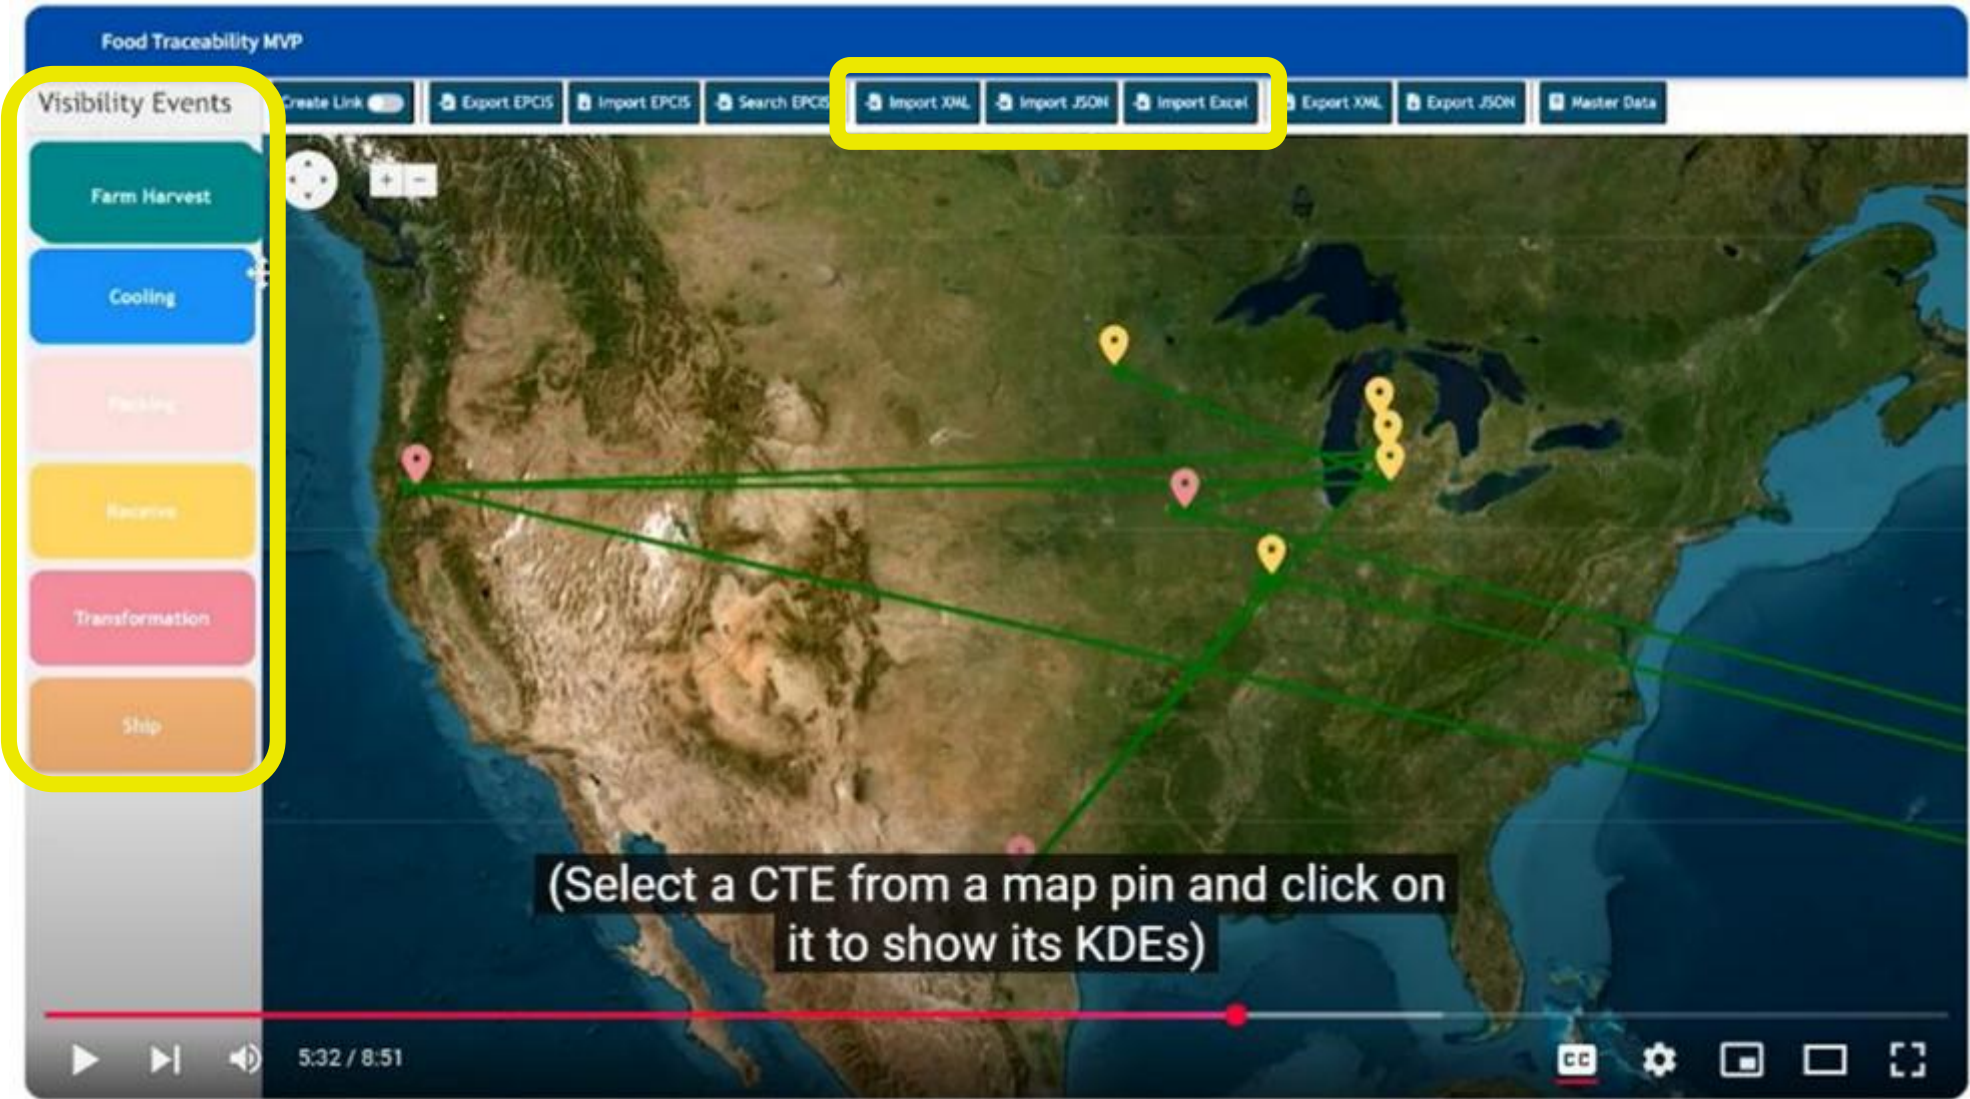 Food Traceability MVP
Visibility Events
Create Link
Export EPCIS
Import EPCIS
Search EPCIS
Import XML
Import JSON
Import Excel
Export XML
Export JSON
Master Data
Farm Harvest
Cooling
Packing
Receive
Transformation
Ship
(Select a CTE from a map pin and click on
it to show its KDEs)
5:32 / 8:51
CC